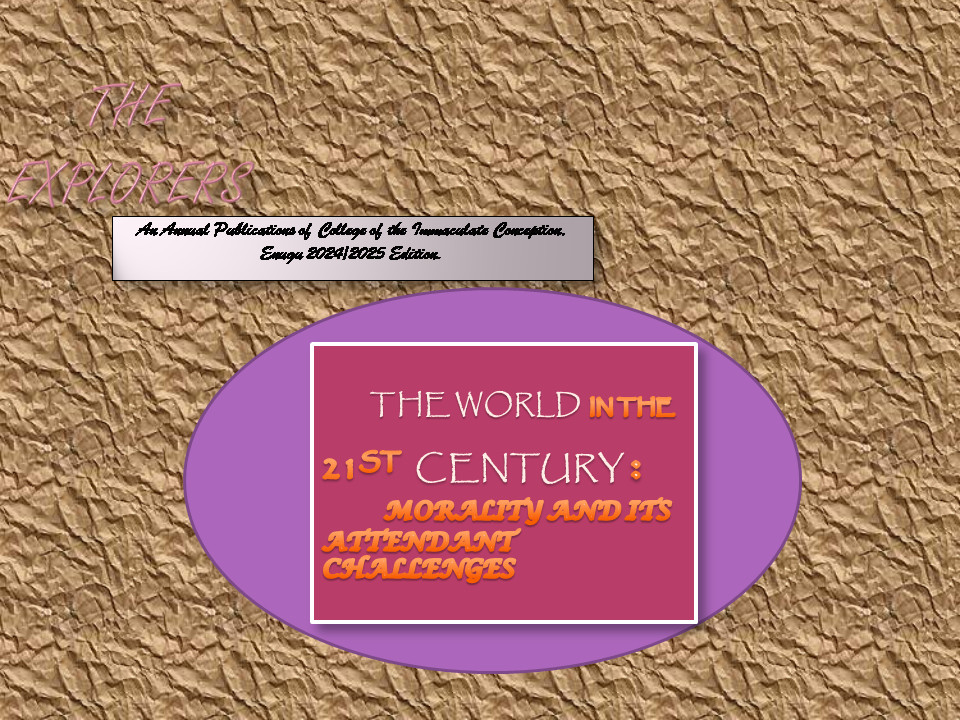 THE
EXPLORERS
An Annual Publications of College of the Immaculate Conception,
Enugu 2024/2025 Edition.
THE WORLD IN THE
21ST CENTURY:
MORALITY AND ITS
ATTENDANT
CHALLENGES